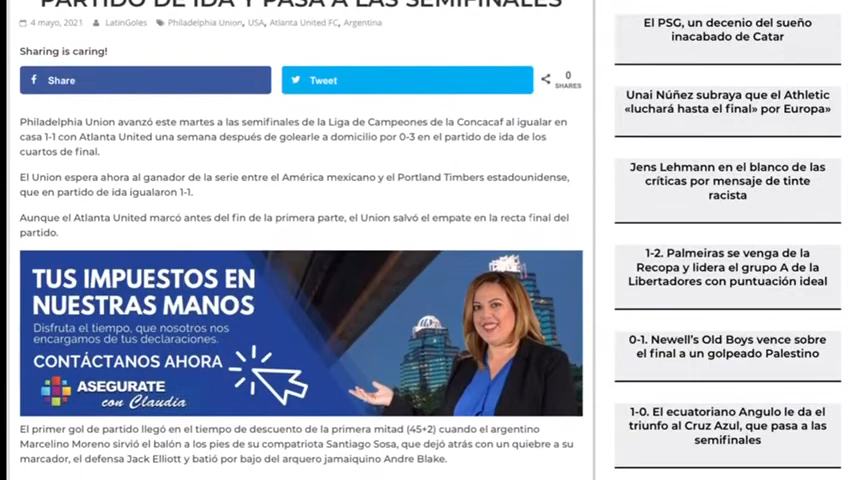 PARTIDO DE IDA Y PASA A LAS SEMIFINALES
4 mayo, 2021 LatinGoles Philadelphia Union, USA, Atlanta United FC, Argentina
Sharing is caring!
Share
Tweet
0
SHARES
Philadelphia Union avanzó este martes a las semifinales de la Liga de Campeones de la Concacaf al igualar en
casa 1-1 con Atlanta United una semana después de golearle a domicilio por 0-3 en el partido de ida de los
cuartos de final.
El Union espera ahora al ganador de la serie entre el América mexicano y el Portland Timbers estadounidense,
que en partido de ida igualaron 1-1.
Aunque el Atlanta United marcó antes del fin de la primera parte, el Union salvó el empate en la recta final del
partido.
TUS IMPUESTOS EN
NUESTRAS MANOS
Disfruta el tiempo, que nosotros nos
encargamos de tus declaraciones.
CONTÁCTANOS AHORA
ASEGURATE
con Claudia
El primer gol de partido llegó en el tiempo de descuento de la primera mitad (45+2) cuando el argentino
Marcelino Moreno sirvió el balón a los pies de su compatriota Santiago Sosa, que dejó atrás con un quiebre a su
marcador, el defensa Jack Elliott y batió por bajo del arquero jamaiquino Andre Blake.
El PSG, un decenio del sueño
inacabado de Catar
Unai Núñez subraya que el Athletic
«luchará hasta el final» por Europa»
Jens Lehmann en el blanco de las
críticas por mensaje de tinte
racista
1-2. Palmeiras se venga de la
Recopa y lidera el grupo A de la
Libertadores con puntuación ideal
0-1. Newell's Old Boys vence sobre
el final a un golpeado Palestino
1-0. El ecuatoriano Angulo le da el
triunfo al Cruz Azul, que pasa a las
semifinales